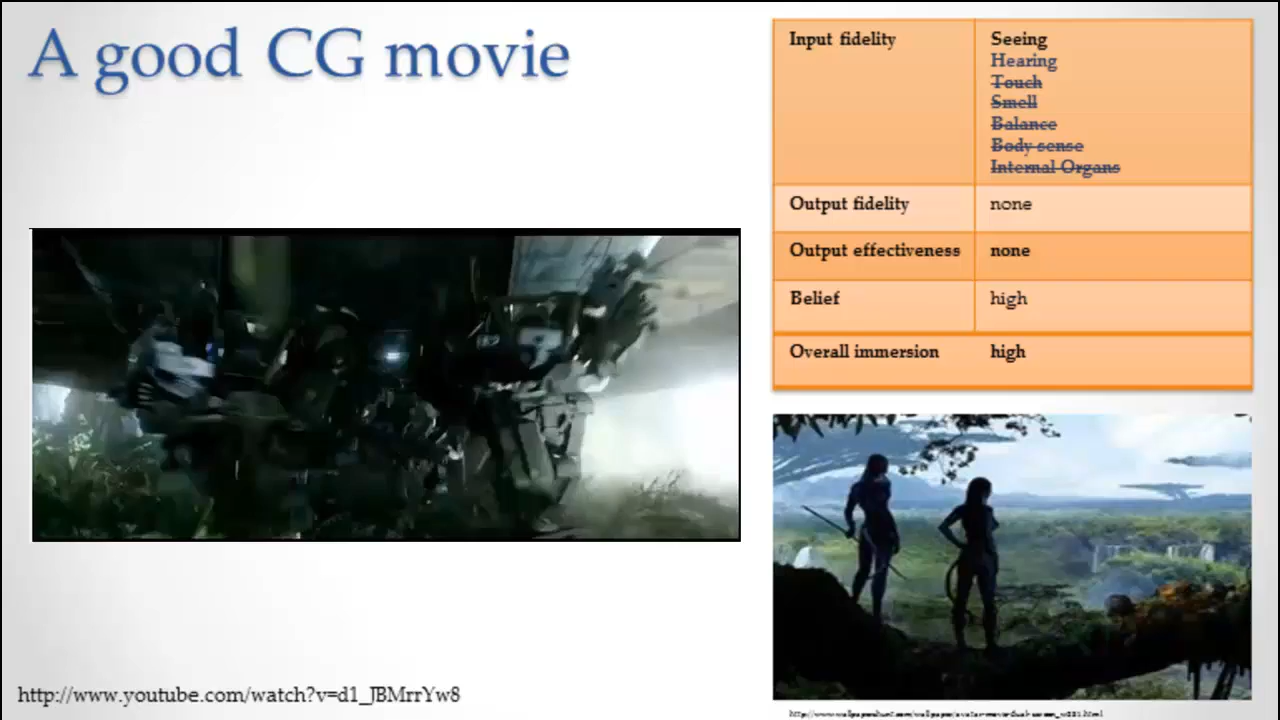 A good CG movie
Input fidelity
Seeing
Hearing
Touch
Smell
Balance
Body sense
Internal Organs
Output fidelity
none
Output effectiveness
none
Belief
high
Overall immersion
high
http://www.youtube.com/watch?v=d1_JBMrrYw8